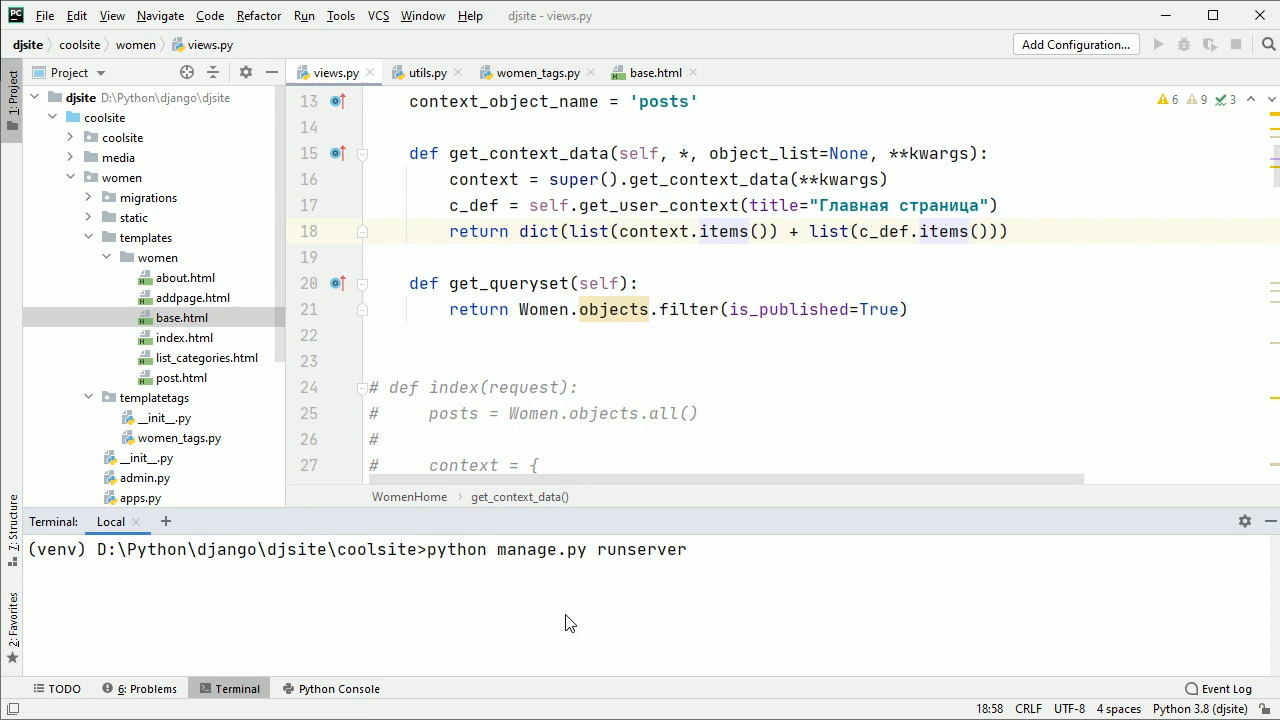 File Edit View Navigate Code Refactor Run Tools VCS Window Help djsite - views.py
djsite coolsite women views.py Add Configuration...
1: Project
Project
views.py utils.py women_tags.py base.html
djsite D:\Python\django\djsite
coolsite
coolsite
media
women
migrations
static
templates
women
about.html
addpage.html
base.html
index.html
list_categories.html
post.html
templatetags
__init__.py
women_tags.py
__init__.py
admin.py
apps.py
6 9 3
13 context_object_name = 'posts'
14
15 def get_context_data(self, *, object_list=None, **kwargs):
16 context = super().get_context_data(**kwargs)
17 c_def = self.get_user_context(title="Главная страница")
18 return dict(list(context.items()) + list(c_def.items()))
19
20 def get_queryset(self):
21 return Women.objects.filter(is_published=True)
22
23
24 # def index(request):
25 # posts = Women.objects.all()
26 #
27 # context = {
WomenHome get_context_data()
7: Structure
2: Favorites
Terminal: Local +
(venv) D:\Python\django\djsite\coolsite>python manage.py runserver
TODO 6: Problems Terminal Python Console Event Log
18:58 CRLF UTF-8 4 spaces Python 3.8 (djsite)